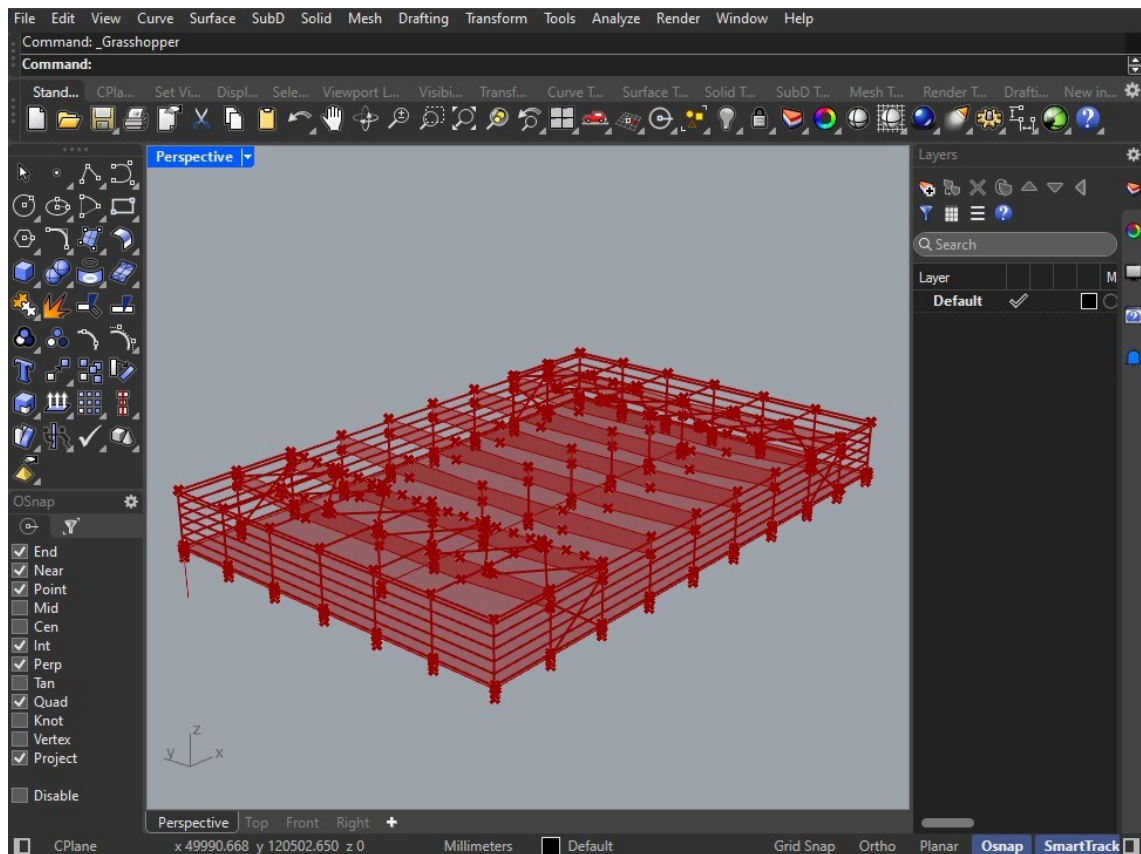 File Edit View Curve Surface SubD Solid Mesh Drafting Transform Tools Analyze Render Window Help
Command: _Grasshopper
Command:
Stand... CPla... Set Vi... Displ... Sele... Viewport L... Visibi... Transf... Curve T... Surface T... Solid T... SubD T... Mesh T... Render T... Drafti... New in...
Perspective
Layers
Search
Layer M
Default
OSnap
End
Near
Point
Mid
Cen
Int
Perp
Tan
Quad
Knot
Vertex
Project
Disable
z
y x
Perspective Top Front Right
CPlane x 49990.668 y 120502.650 z 0 Millimeters Default Grid Snap Ortho Planar Osnap SmartTrack